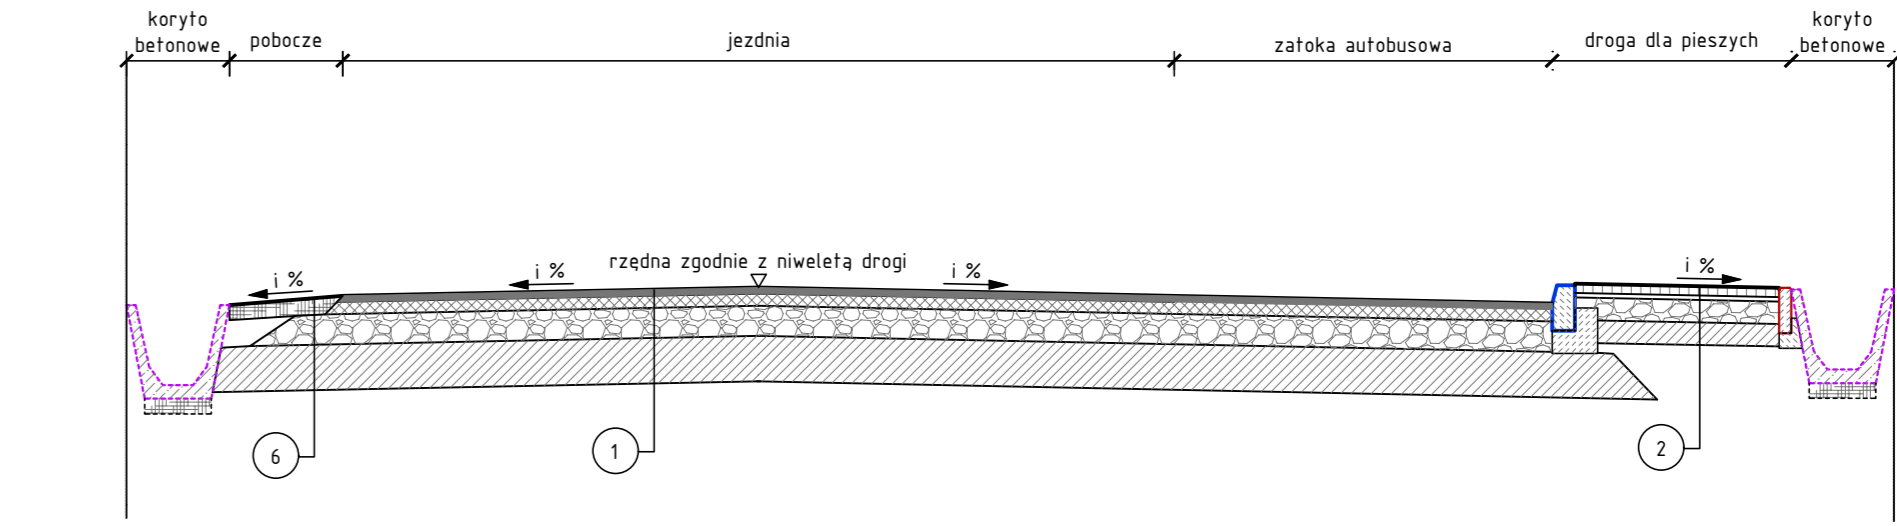 koryto
betonowe
pobocze
jezdnia
zatoka autobusowa
droga dla pieszych
koryto
betonowe
i %
i %
rzędna zgodnie z niweletą drogi
i %
i %
6
1
2